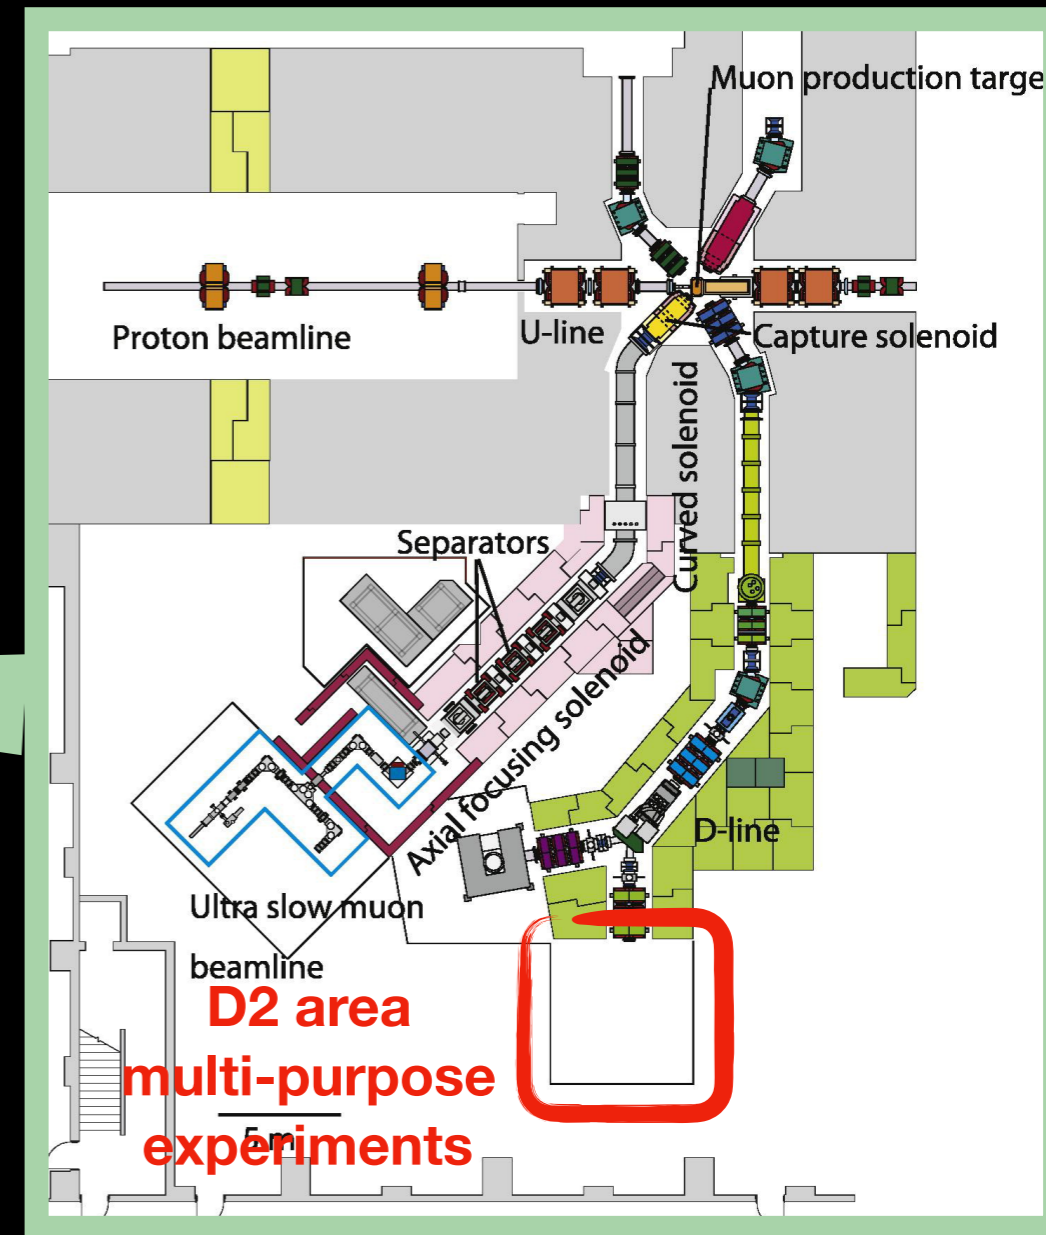 Muon production targe
Proton beamline
U-line
Capture solenoid
Curved solenoid
Separators
Axial focusing solenoid
D-line
Ultra slow muon
beamline
D2 area
multi-purpose
experiments
5 m